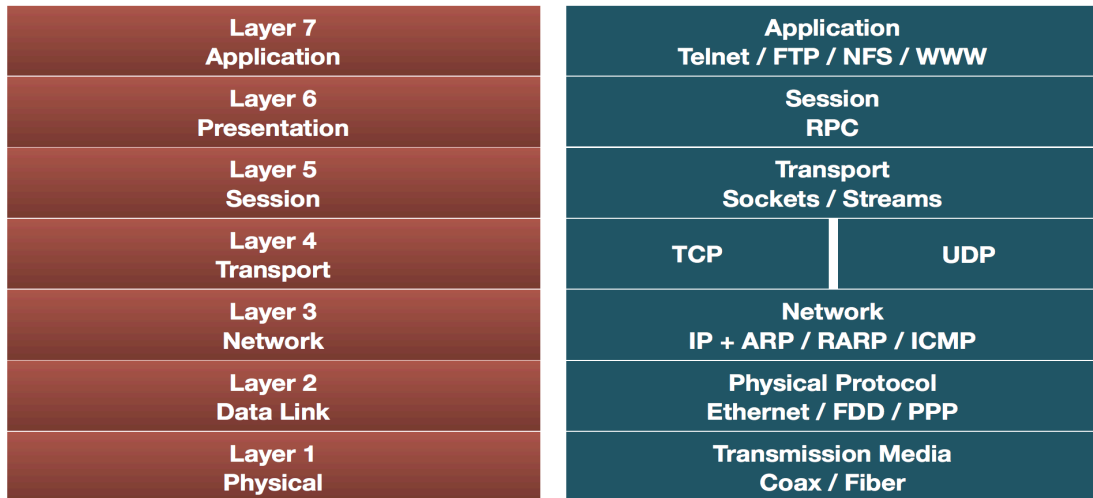 Layer 7
Application
Application
Telnet / FTP / NFS / WWW
Layer 6
Presentation
Session
RPC
Layer 5
Session
Transport
Sockets / Streams
Layer 4
Transport
TCP
UDP
Layer 3
Network
Network
IP + ARP / RARP / ICMP
Layer 2
Data Link
Physical Protocol
Ethernet / FDD / PPP
Layer 1
Physical
Transmission Media
Coax / Fiber